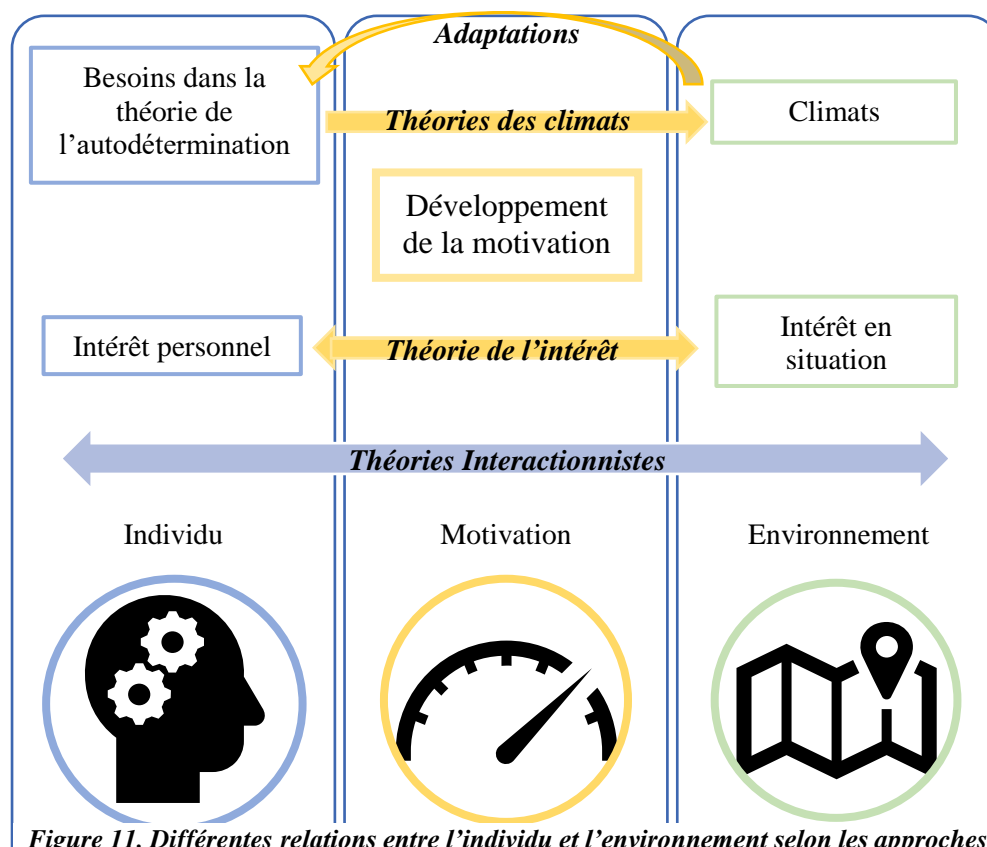 Adaptations
Besoins dans la
théorie de
l'autodétermination
Théories des climats
Climats
Développement
de la motivation
Intérêt personnel
Théorie de l'intérêt
Intérêt en
situation
Théories Interactionnistes
Individu
Motivation
Environnement
Figure 11. Différentes relations entre l'individu et l'environnement selon les approches